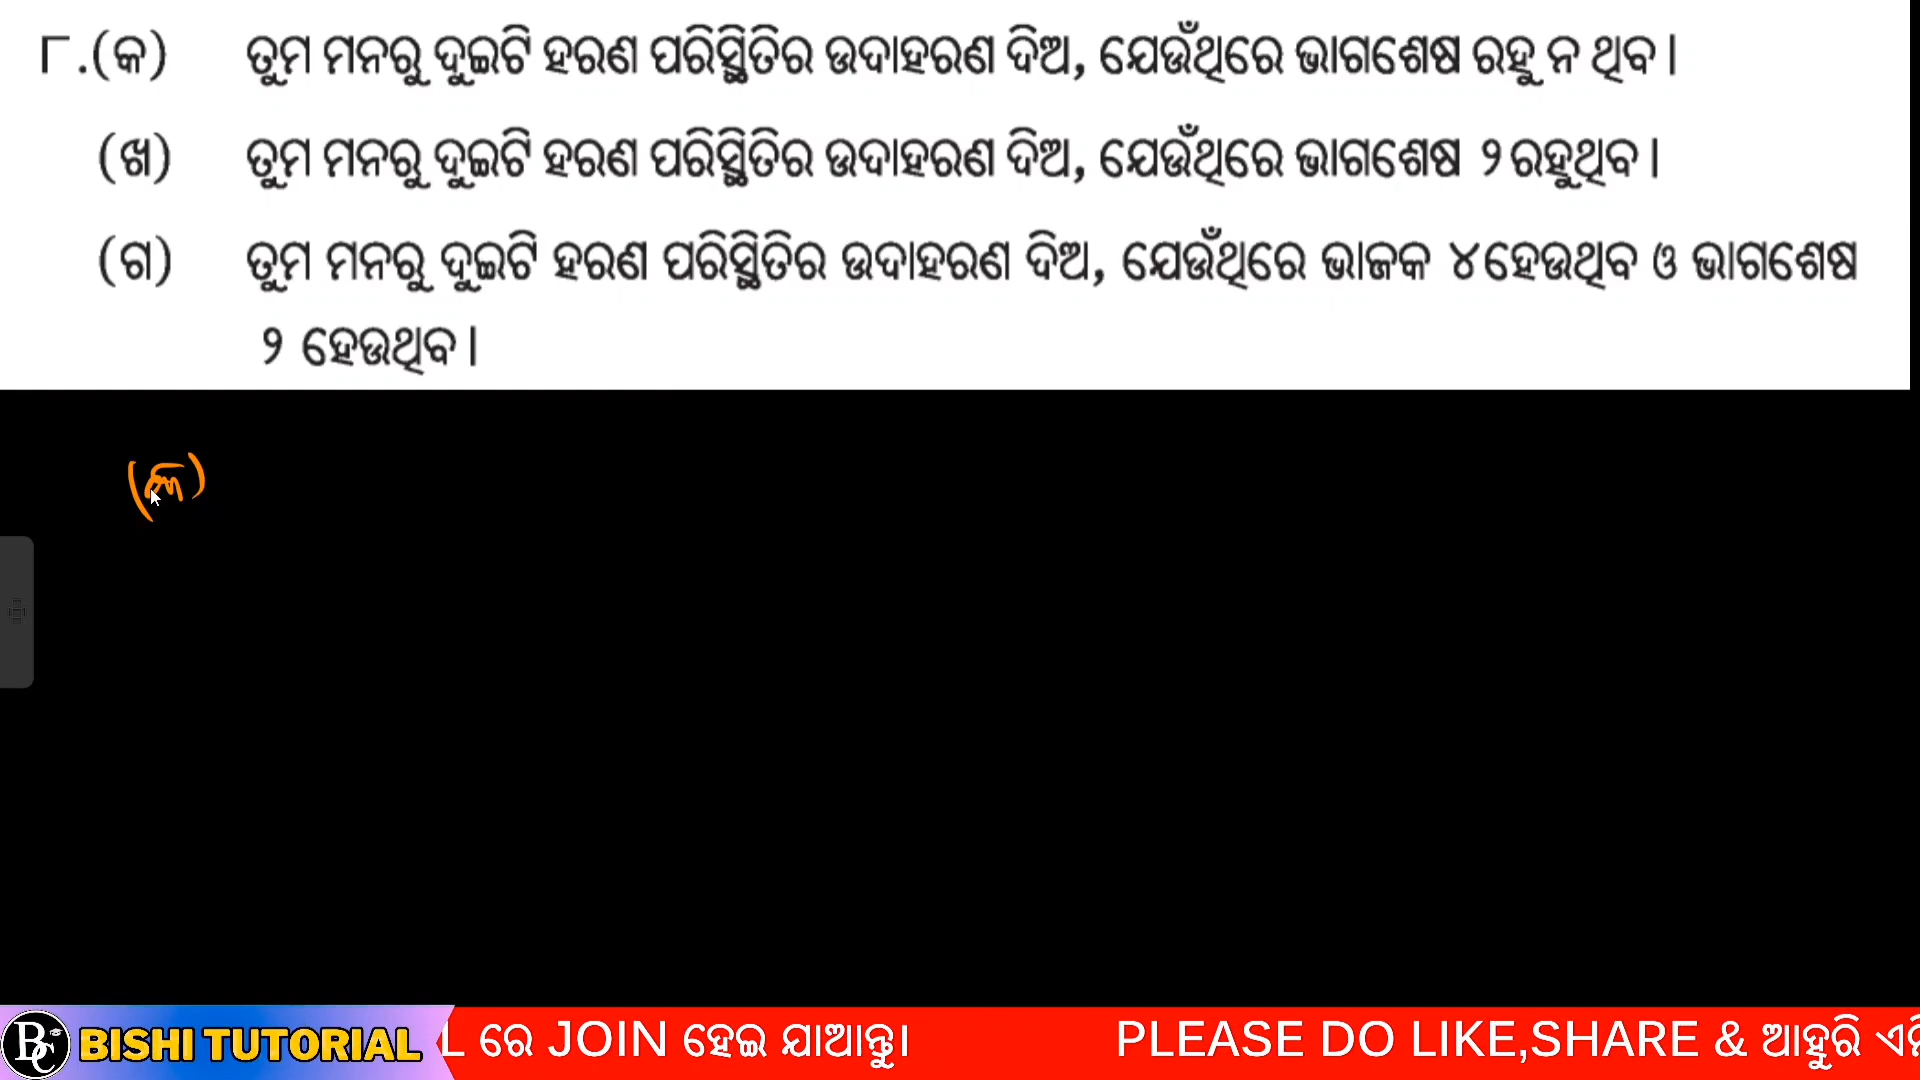 ୮.(କ) ତୁମ ମନରୁ ଦୁଇଟି ହରଣ ପରିସ୍ଥିତିର ଉଦାହରଣ ଦିଅ, ଯେଉଁଥିରେ ଭାଗଶେଷ ରହୁ ନ ଥିବ।
(ଖ) ତୁମ ମନରୁ ଦୁଇଟି ହରଣ ପରିସ୍ଥିତିର ଉଦାହରଣ ଦିଅ, ଯେଉଁଥିରେ ଭାଗଶେଷ ୨ ରହୁଥିବ।
(ଗ) ତୁମ ମନରୁ ଦୁଇଟି ହରଣ ପରିସ୍ଥିତିର ଉଦାହରଣ ଦିଅ, ଯେଉଁଥିରେ ଭାଜକ ୪ ହେଉଥିବ ଓ ଭାଗଶେଷ
୨ ହେଉଥିବ।
(କ)
BC BISHI TUTORIAL L ରେ JOIN ହେଇ ଯାଆନ୍ତୁ। PLEASE DO LIKE,SHARE & ଆହୁରି